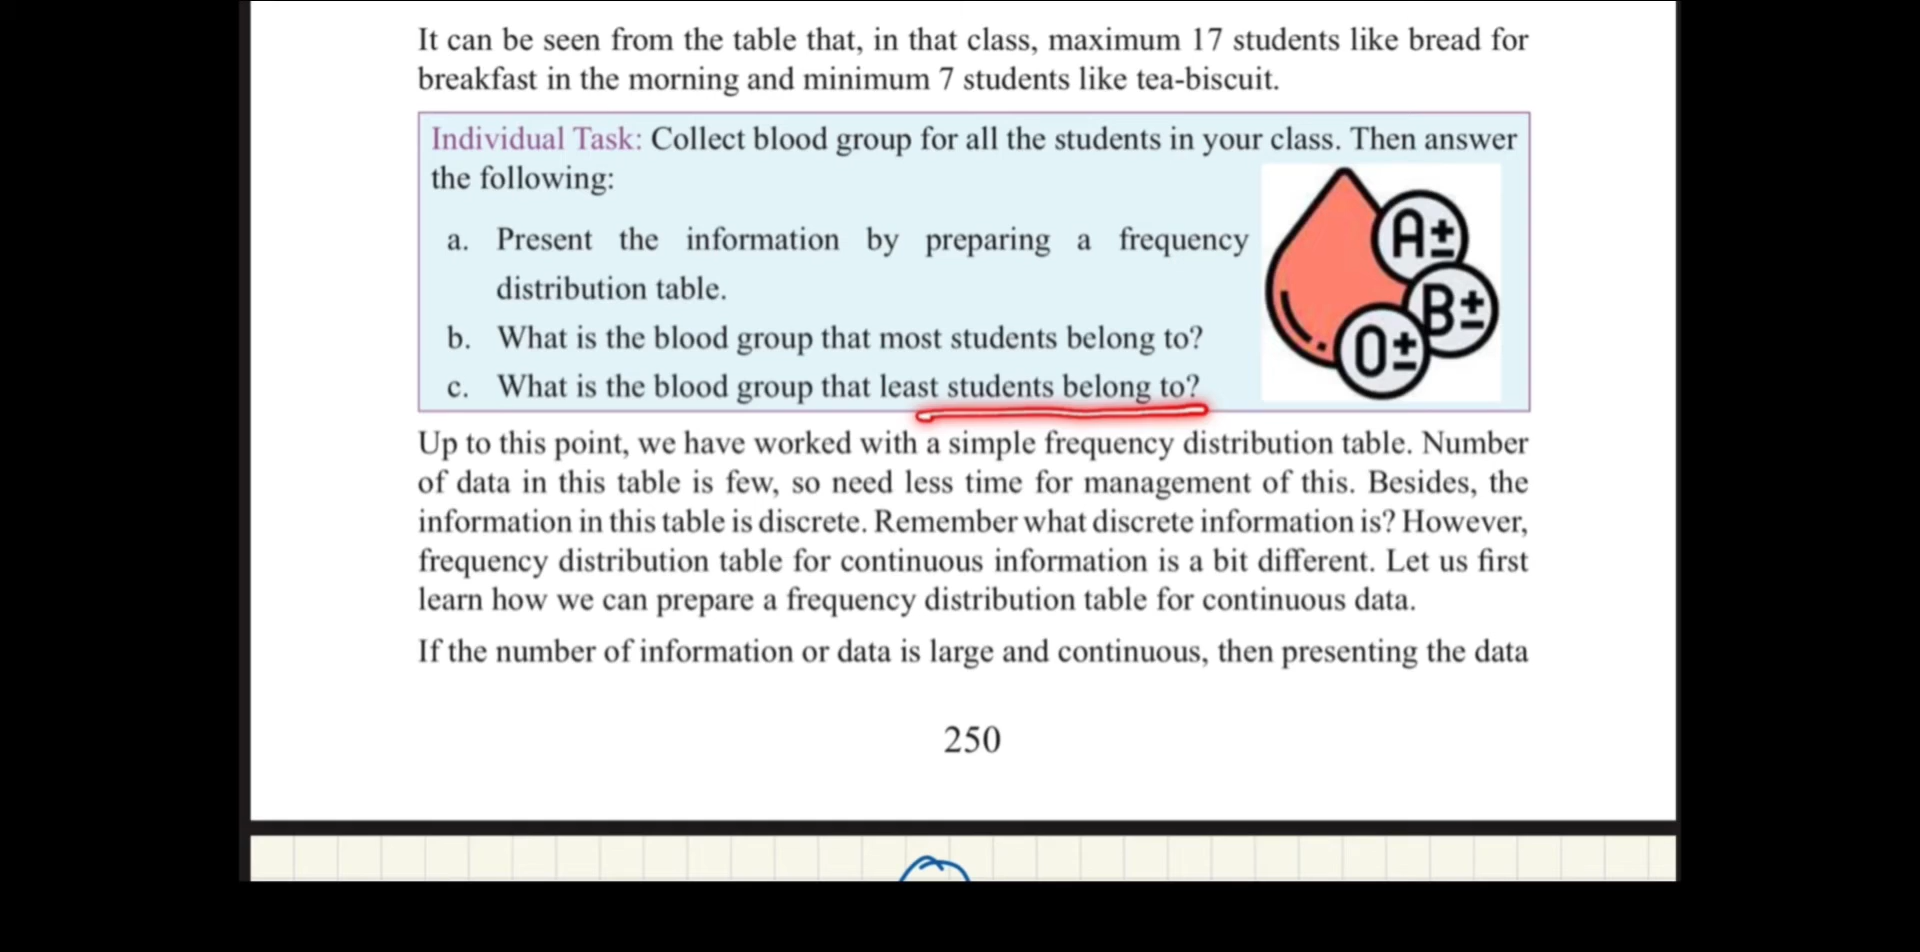 It can be seen from the table that, in that class, maximum 17 students like bread for
breakfast in the morning and minimum 7 students like tea-biscuit.
Individual Task: Collect blood group for all the students in your class. Then answer
the following:
a. Present the information by preparing a frequency
distribution table.
b. What is the blood group that most students belong to?
c. What is the blood group that least students belong to?
A±
B±
O±
Up to this point, we have worked with a simple frequency distribution table. Number
of data in this table is few, so need less time for management of this. Besides, the
information in this table is discrete. Remember what discrete information is? However,
frequency distribution table for continuous information is a bit different. Let us first
learn how we can prepare a frequency distribution table for continuous data.
If the number of information or data is large and continuous, then presenting the data
250